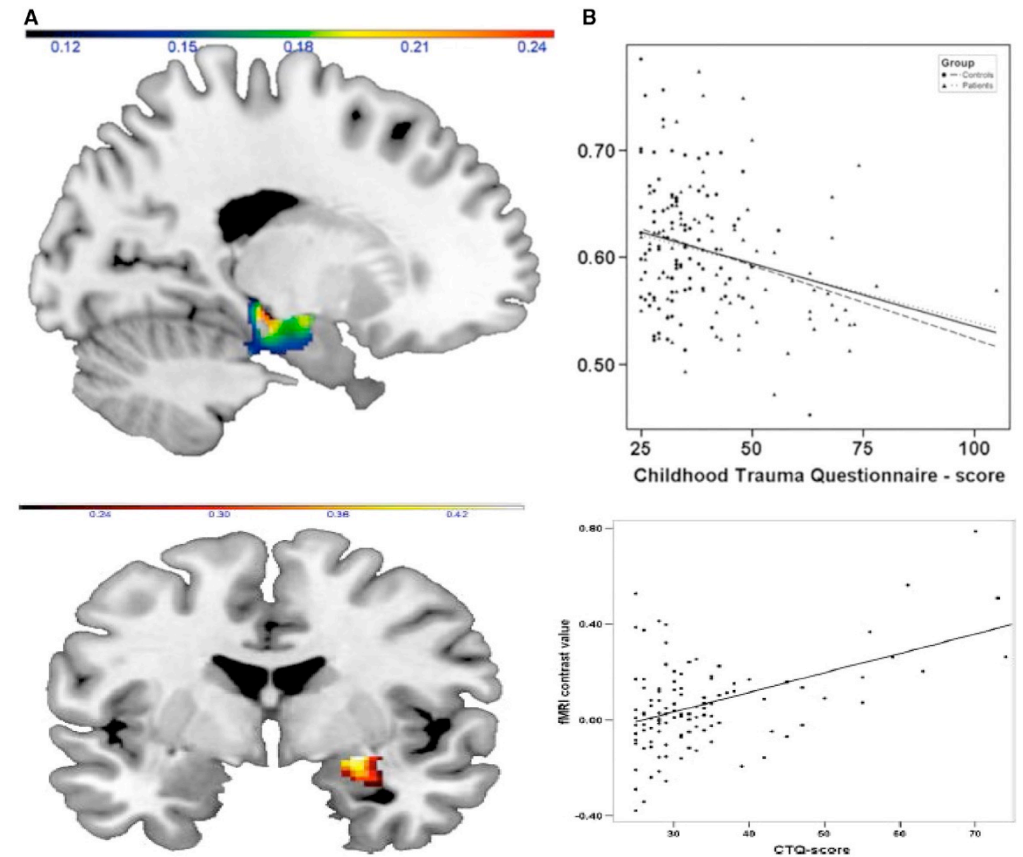 A
0.12 0.15 0.18 0.21 0.24
B
Group
Controls
Patients
0.70
0.60
0.50
25 50 75 100
Childhood Trauma Questionnaire - score
0.24 0.30 0.36 0.42
0.80
0.40
0.00
-0.40
fMRI contrast value
30 40 50 60 70
CTQ-score